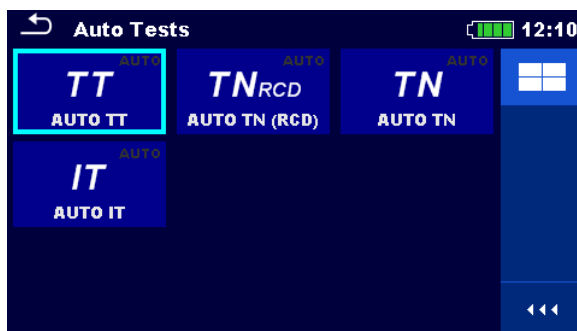 Auto Tests 12:10
AUTO AUTO AUTO
TT TNRCD TN
AUTO TT AUTO TN (RCD) AUTO TN
AUTO
IT
AUTO IT